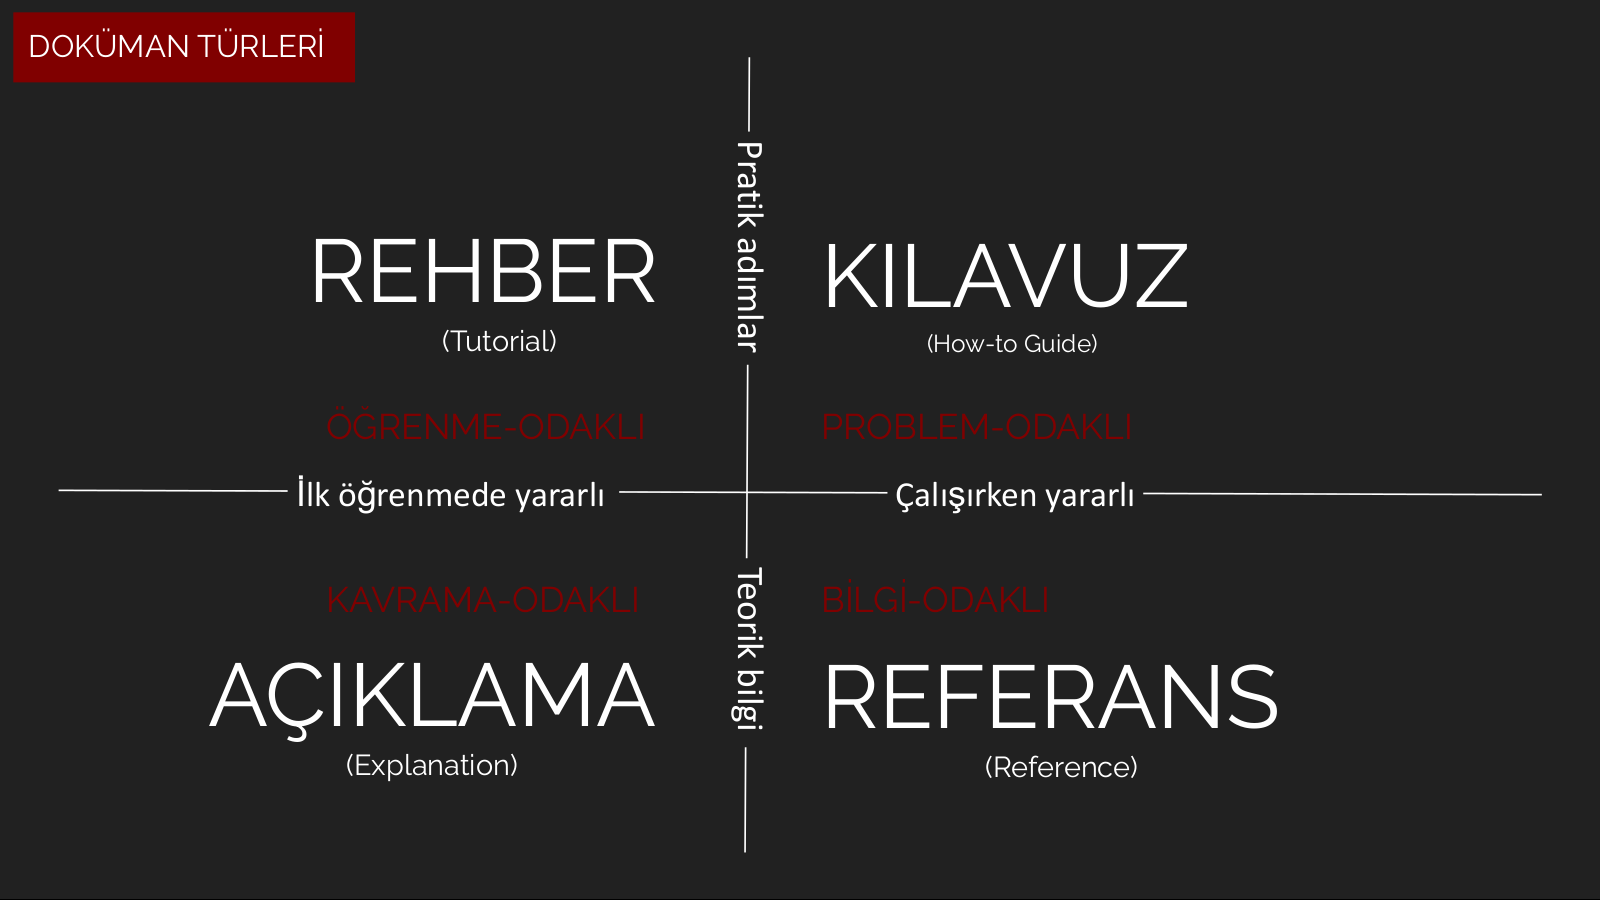 DOKÜMAN TÜRLERİ
Pratik adımlar
REHBER
(Tutorial)
KILAVUZ
(How-to Guide)
ÖĞRENME-ODAKLI
PROBLEM-ODAKLI
İlk öğrenmede yararlı
Çalışırken yararlı
KAVRAMA-ODAKLI
BİLGİ-ODAKLI
Teorik bilgi
AÇIKLAMA
(Explanation)
REFERANS
(Reference)